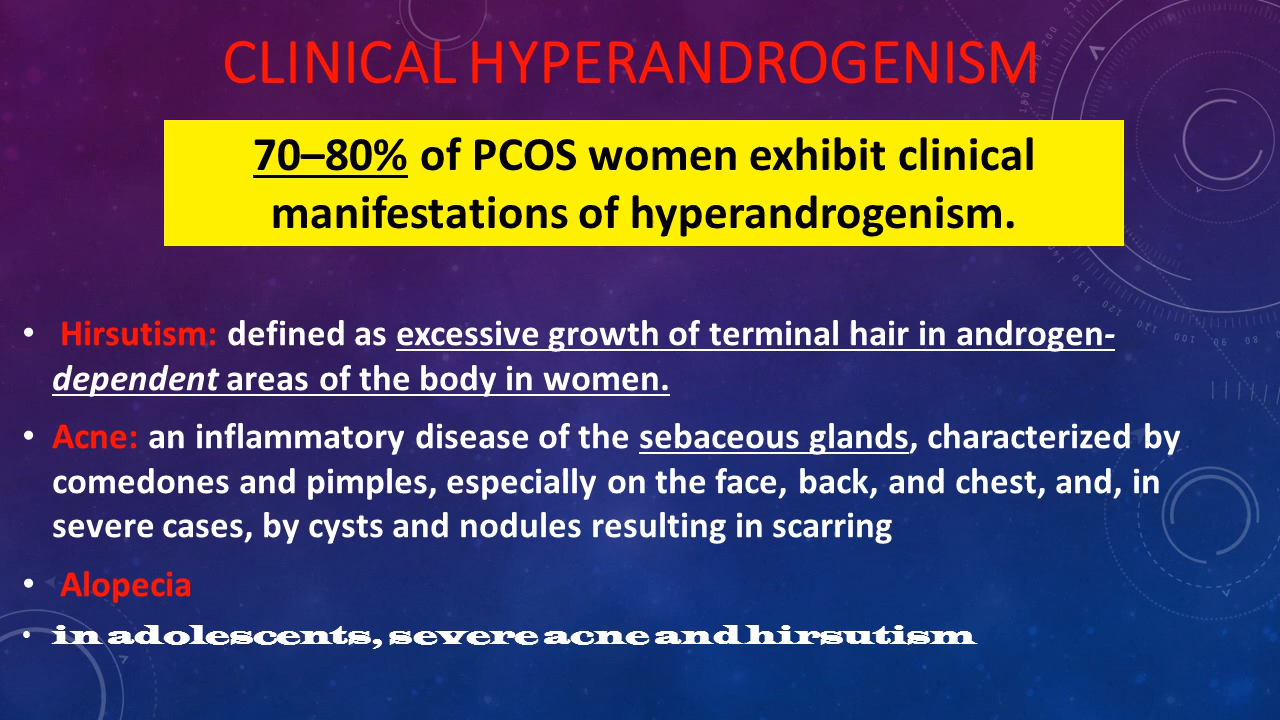 CLINICAL HYPERANDROGENISM
70–80% of PCOS women exhibit clinical
manifestations of hyperandrogenism.
• Hirsutism: defined as excessive growth of terminal hair in androgen-
dependent areas of the body in women.
• Acne: an inflammatory disease of the sebaceous glands, characterized by
comedones and pimples, especially on the face, back, and chest, and, in
severe cases, by cysts and nodules resulting in scarring
• Alopecia
• in adolescents, severe acne and hirsutism